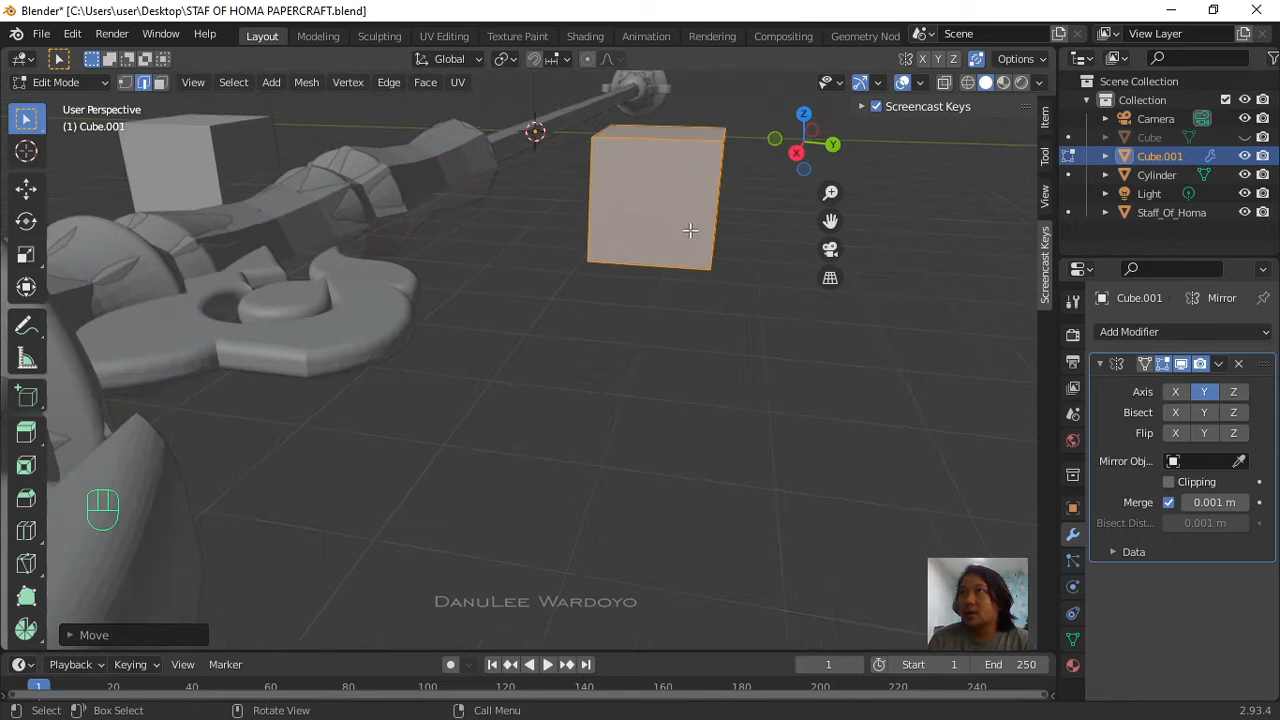 Blender* [C:\Users\user\Desktop\STAF OF HOMA PAPERCRAFT.blend]
File Edit Render Window Help Layout Modeling Sculpting UV Editing Texture Paint Shading Animation Rendering Compositing Geometry Nod Scene View Layer
Global X Y Z Options
Edit Mode View Select Add Mesh Vertex Edge Face UV
User Perspective
(1) Cube.001
Screencast Keys
Z
Y
X
Item
Tool
View
Screencast Keys
Scene Collection
Collection
Camera
Cube
Cube.001
Cylinder
Light
Staff_Of_Homa
Cube.001 Mirror
Add Modifier
Axis X Y Z
Bisect X Y Z
Flip X Y Z
Mirror Obj...
Clipping
Merge 0.001 m
Bisect Dist... 0.001 m
Data
DanuLee Wardoyo
Move
Playback Keying View Marker 1 Start 1 End 250
1 20 40 60 80 100 120 140 160 180 200 220 240
Select Box Select Rotate View Call Menu 2.93.4